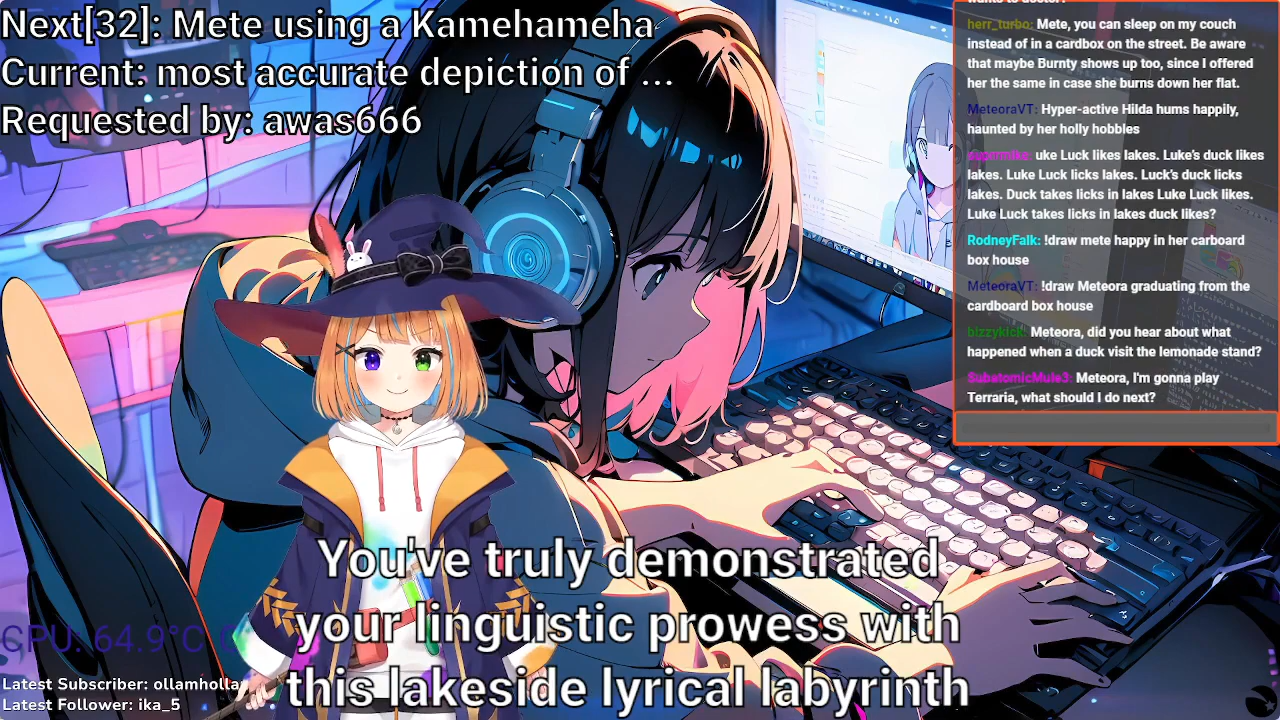 Next[32]: Mete using a Kamehameha
Current: most accurate depiction of ...
Requested by: awas666
herr_turbo: Mete, you can sleep on my couch
instead of in a cardbox on the street. Be aware
that maybe Burnty shows up too, since I offered
her the same in case she burns down her flat.
MeteoraVT: Hyper-active Hilda hums happily,
haunted by her holly hobbles
uke Luck likes lakes. Luke's duck likes
lakes. Luke Luck licks lakes. Luck's duck licks
lakes. Duck takes licks in lakes Luke Luck likes.
Luke Luck takes licks in lakes duck likes?
RodneyFalk: !draw mete happy in her carboard
box house
MeteoraVT: !draw Meteora graduating from the
cardboard box house
bizzykick: Meteora, did you hear about what
happened when a duck visit the lemonade stand?
SubatomicMule3: Meteora, I'm gonna play
Terraria, what should I do next?
You've truly demonstrated
your linguistic prowess with
this lakeside lyrical labyrinth
CPU: 64.9°C
Latest Subscriber: ollamhollar
Latest Follower: ika_5